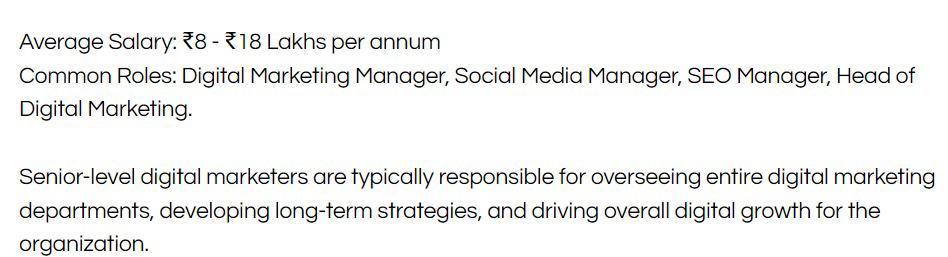 Average Salary: ₹8 - ₹18 Lakhs per annum
Common Roles: Digital Marketing Manager, Social Media Manager, SEO Manager, Head of
Digital Marketing.
Senior-level digital marketers are typically responsible for overseeing entire digital marketing
departments, developing long-term strategies, and driving overall digital growth for the
organization.